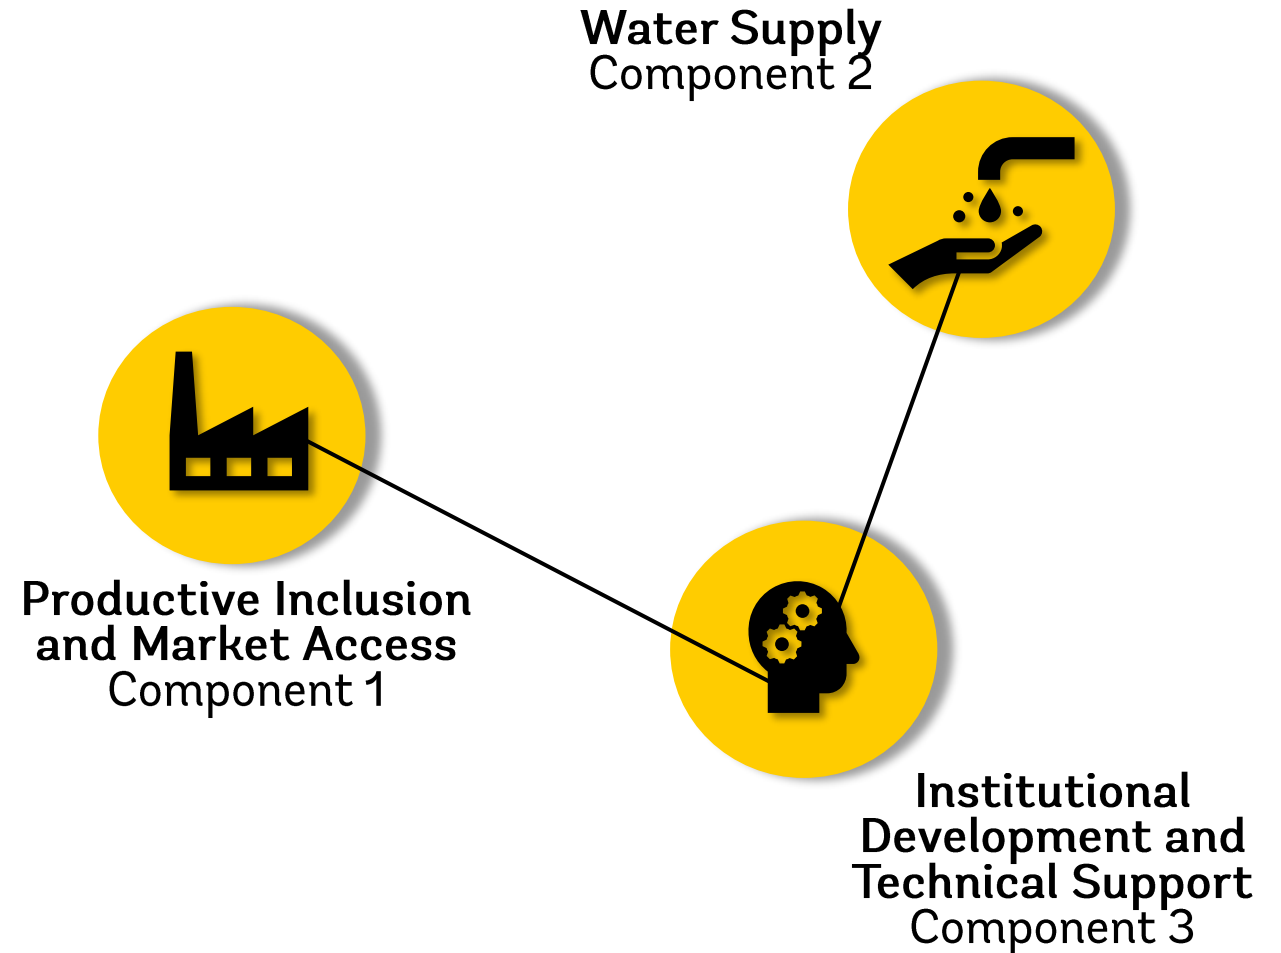 Water Supply
Component 2
Productive Inclusion
and Market Access
Component 1
Institutional
Development and
Technical Support
Component 3